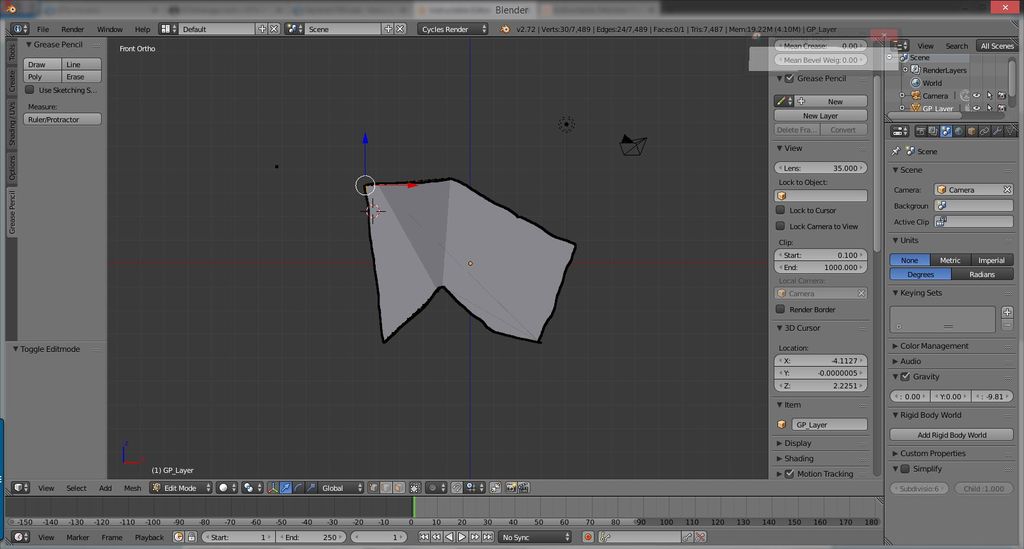 Blender
File Render Window Help Default Scene Cycles Render v2.72 | Verts:30/7,489 | Edges:24/7,489 | Faces:0/1 | Tris:7,487 | Mem:19.22M (4.10M) | GP_Layer
Grease Pencil
Draw Line
Poly Erase
Use Sketching S...
Measure:
Ruler/Protractor
Toggle Editmode
Tools
Create
Shading / UVs
Options
Grease Pencil
Front Ortho
(1) GP_Layer
Mean Crease: 0.00
Mean Bevel Weig: 0.00
Grease Pencil
New
New Layer
Delete Fra... Convert
View
Lens: 35.000
Lock to Object:
Lock to Cursor
Lock Camera to View
Clip:
Start: 0.100
End: 1000.000
Local Camera:
Camera
Render Border
3D Cursor
Location:
X: -4.1127
Y: -0.0000005
Z: 2.2251
Item
GP_Layer
Display
Shading
Motion Tracking
View Search All Scenes
Scene
RenderLayers
World
Camera
GP_Layer
Scene
Scene
Camera: Camera
Backgroun
Active Clip
Units
None Metric Imperial
Degrees Radians
Keying Sets
Color Management
Audio
Gravity
: 0.00 Y:0.00 : -9.81
Rigid Body World
Add Rigid Body World
Custom Properties
Simplify
Subdivisio:6 Child :1.000
View Select Add Mesh Edit Mode Global
-150 -140 -130 -120 -110 -100 -90 -80 -70 -60 -50 -40 -30 -20 -10 0 10 20 30 40 50 60 70 80 90 100 110 120 130 140 150 160 170 180
View Marker Frame Playback Start: 1 End: 250 1 No Sync